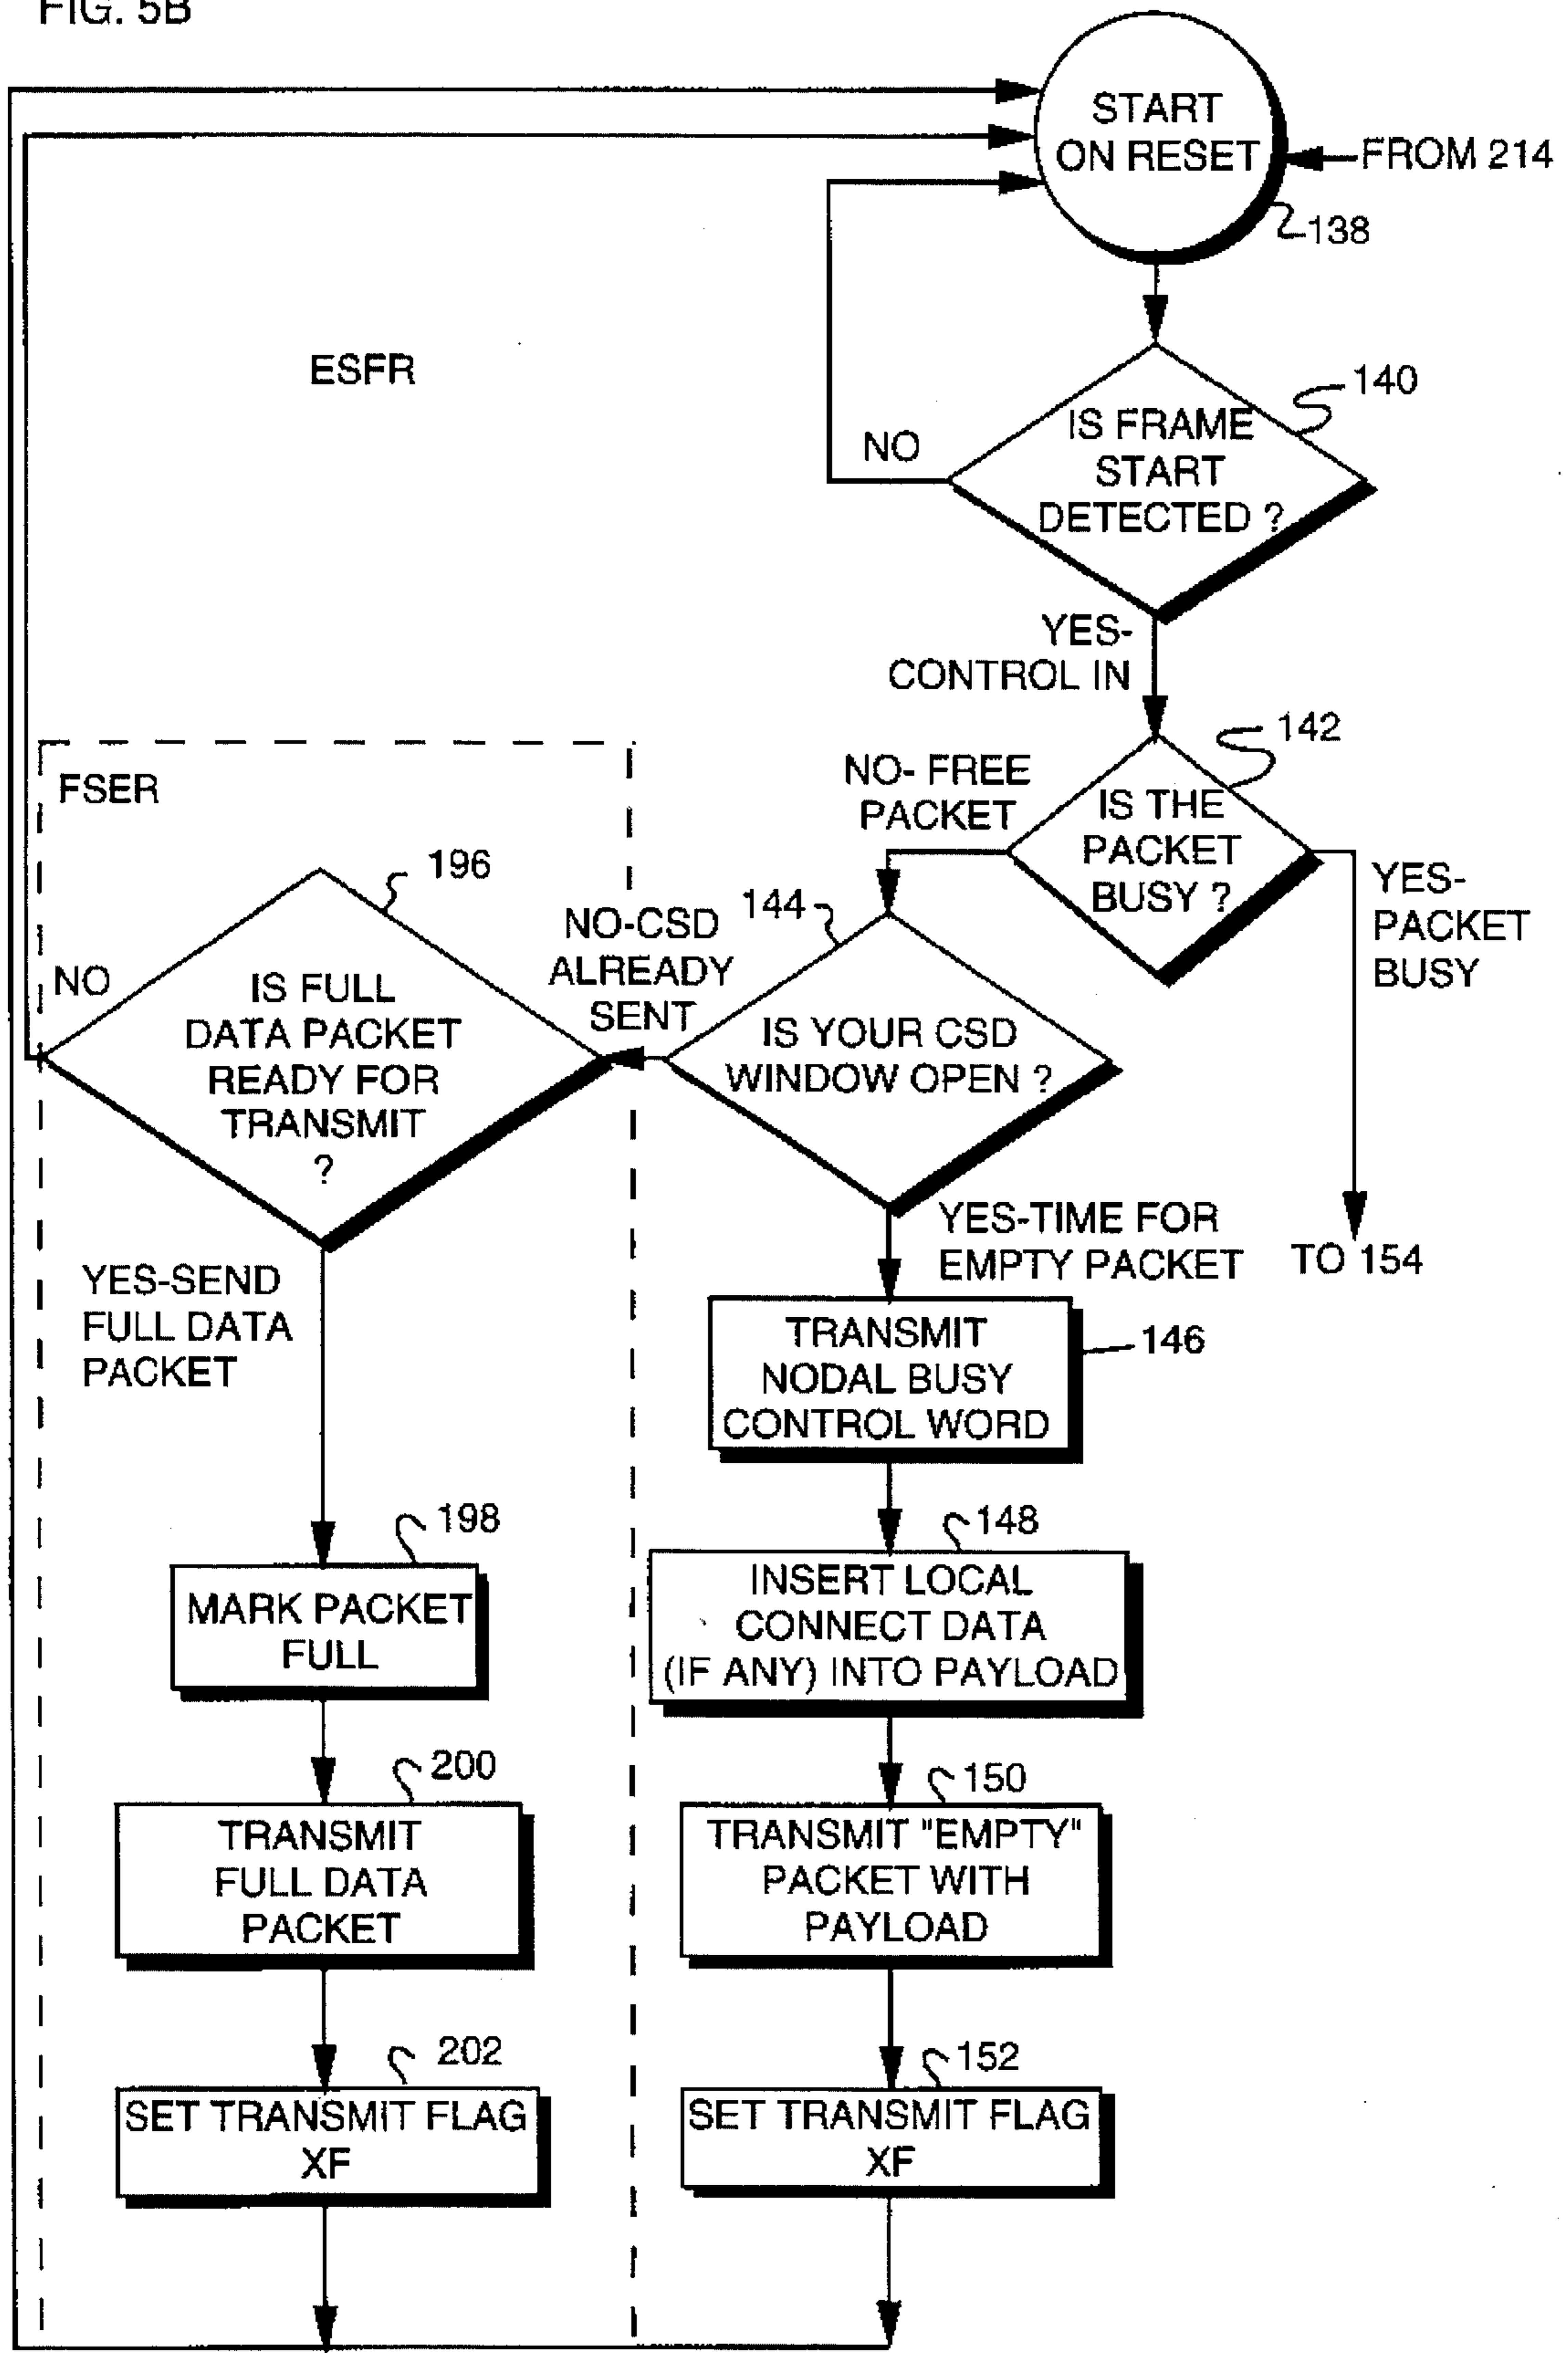 FIG. 5B
START
ON RESET
FROM 214
138
ESFR
140
IS FRAME
START
DETECTED ?
NO
YES-
CONTROL IN
142
NO- FREE
PACKET
IS THE
PACKET
BUSY ?
YES-
PACKET
BUSY
TO 154
FSER
196
NO
IS FULL
DATA PACKET
READY FOR
TRANSMIT
?
NO-CSD
ALREADY
SENT
144
IS YOUR CSD
WINDOW OPEN ?
YES-TIME FOR
EMPTY PACKET
YES-SEND
FULL DATA
PACKET
TRANSMIT
NODAL BUSY
CONTROL WORD
146
198
MARK PACKET
FULL
148
INSERT LOCAL
CONNECT DATA
(IF ANY) INTO PAYLOAD
200
TRANSMIT
FULL DATA
PACKET
150
TRANSMIT "EMPTY"
PACKET WITH
PAYLOAD
202
SET TRANSMIT FLAG
XF
152
SET TRANSMIT FLAG
XF